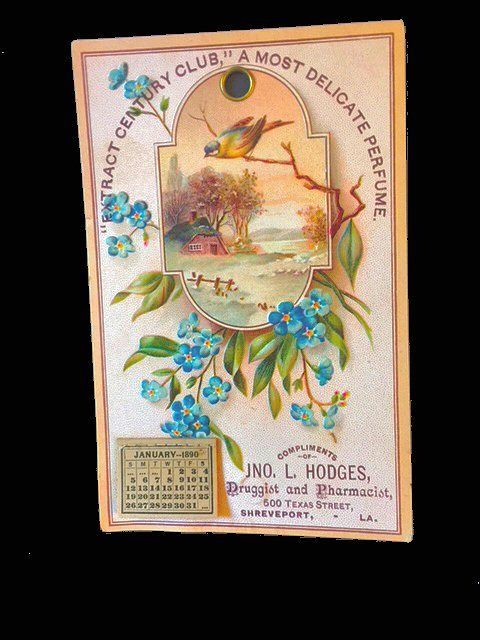 "EXTRACT CENTURY CLUB," A MOST DELICATE PERFUME.
COMPLIMENTS
-OF-
JNO. L. HODGES,
Druggist and Pharmacist,
500 TEXAS STREET,
SHREVEPORT, - LA.
JANUARY--1890
S M T W T F S
... ... ... 1 2 3 4
5 6 7 8 9 10 11
12 13 14 15 16 17 18
19 20 21 22 23 24 25
26 27 28 29 30 31 ...